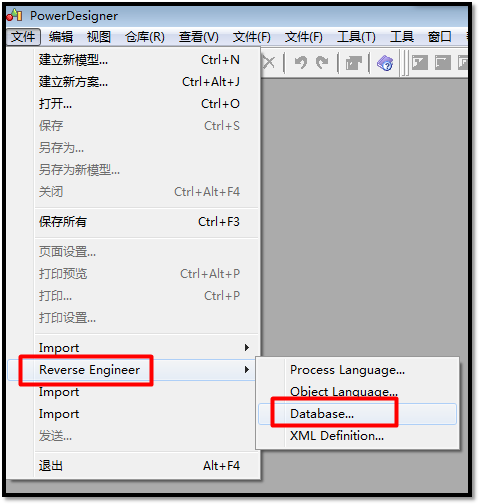 PowerDesigner
文件 编辑 视图 仓库(R) 查看(V) 文件(F) 工具(T) 工具 窗口
建立新模型... Ctrl+N
建立新方案... Ctrl+Alt+J
打开... Ctrl+O
保存 Ctrl+S
另存为...
另存为新模型...
关闭 Ctrl+Alt+F4
保存所有 Ctrl+F3
页面设置...
打印预览 Ctrl+Alt+P
打印... Ctrl+P
打印设置...
Import
Reverse Engineer
Process Language...
Import
Object Language...
Import
Database...
发送...
XML Definition...
退出 Alt+F4